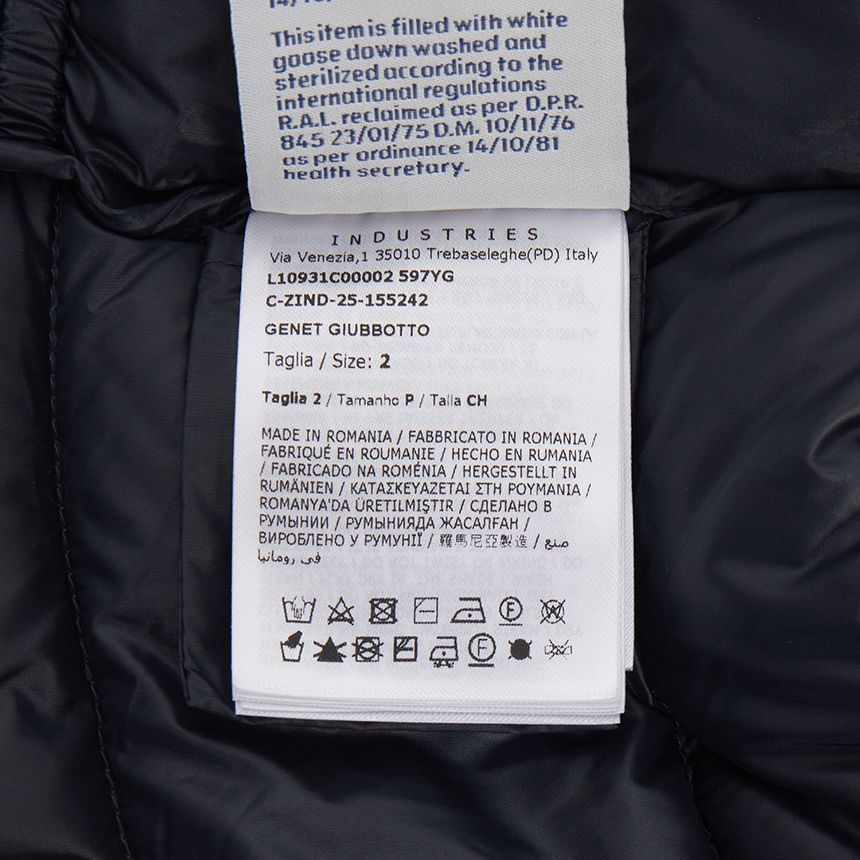 This item is filled with white
goose down washed and
sterilized according to the
international regulations
R.A.L. reclaimed as per D.P.R.
845 23/01/75 D.M. 10/11/76
as per ordinance 14/10/81
health secretary.
INDUSTRIES
Via Venezia,1 35010 Trebaseleghe(PD) Italy
L10931C00002 597YG
C-ZIND-25-155242
GENET GIUBBOTTO
Taglia / Size: 2
Taglia 2 / Tamanho P / Talla CH
MADE IN ROMANIA / FABBRICATO IN ROMANIA /
FABRIQUÉ EN ROUMANIE / HECHO EN RUMANIA
/ FABRICADO NA ROMÉNIA / HERGESTELLT IN
RUMÄNIEN / ΚΑΤΑΣΚΕΥΑΖΕΤΑΙ ΣΤΗ ΡΟΥΜΑΝΙΑ /
ROMANYA'DA ÜRETİLMİŞTİR / СДЕЛАНО В
РУМЫНИИ / РУМЫНИЯДА ЖАСАЛҒАН /
ВИРОБЛЕНО У РУМУНІЇ / 羅馬尼亞製造 / صنع
في رومانيا